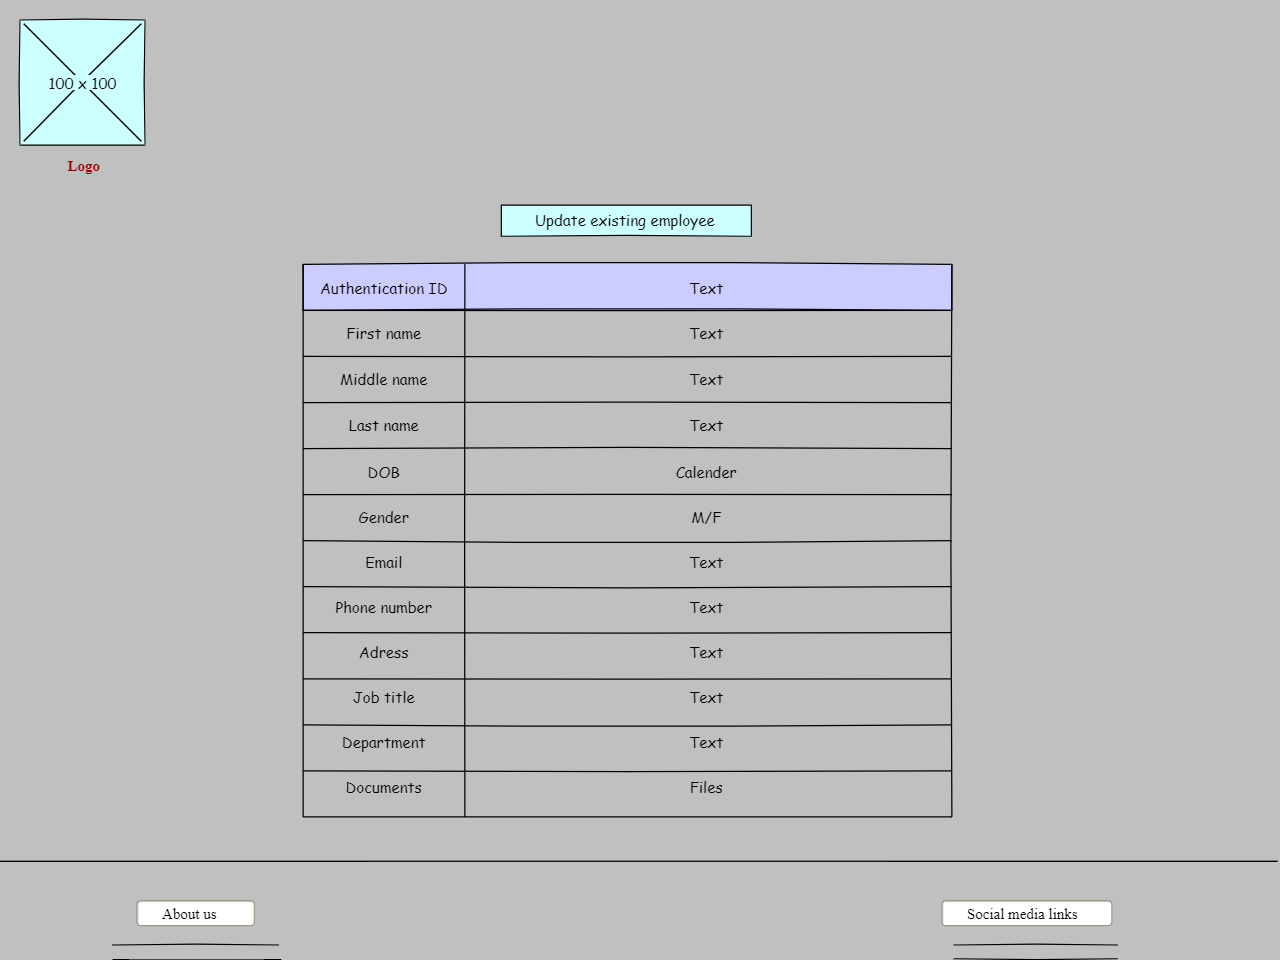 100 x 100
Logo
Update existing employee
Authentication ID Text
First name Text
Middle name Text
Last name Text
DOB Calender
Gender M/F
Email Text
Phone number Text
Adress Text
Job title Text
Department Text
Documents Files
About us Social media links